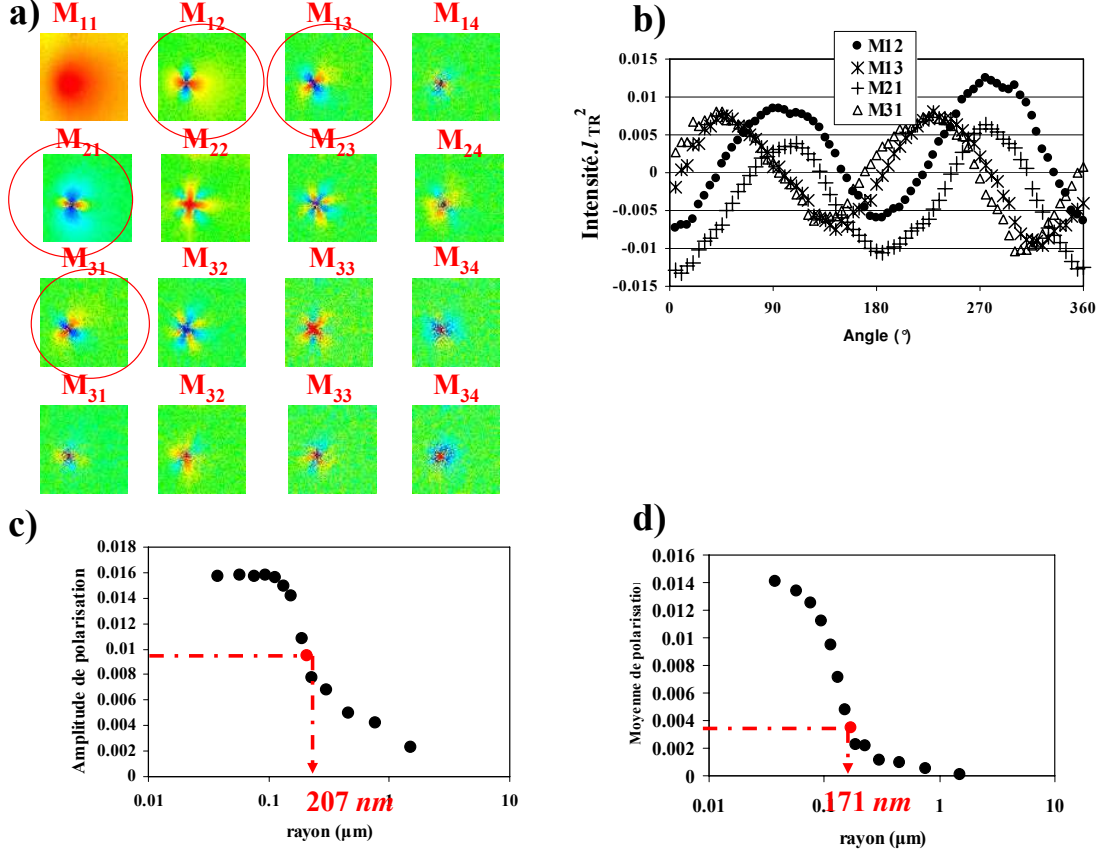 a)
M11 M12 M13 M14
M21 M22 M23 M24
M31 M32 M33 M34
M31 M32 M33 M34
b)
M12
M13
M21
M31
Intensité.lTR2
0.015
0.01
0.005
0
-0.005
-0.01
-0.015
0 90 180 270 360
Angle (°)
c)
Amplitude de polarisation
0.018
0.016
0.014
0.012
0.01
0.008
0.006
0.004
0.002
0
0.01 0.1 1 10
207 nm
rayon (µm)
d)
Moyenne de polarisatio
0.016
0.014
0.012
0.01
0.008
0.006
0.004
0.002
0
0.01 0.1 1 10
171 nm
rayon (µm)